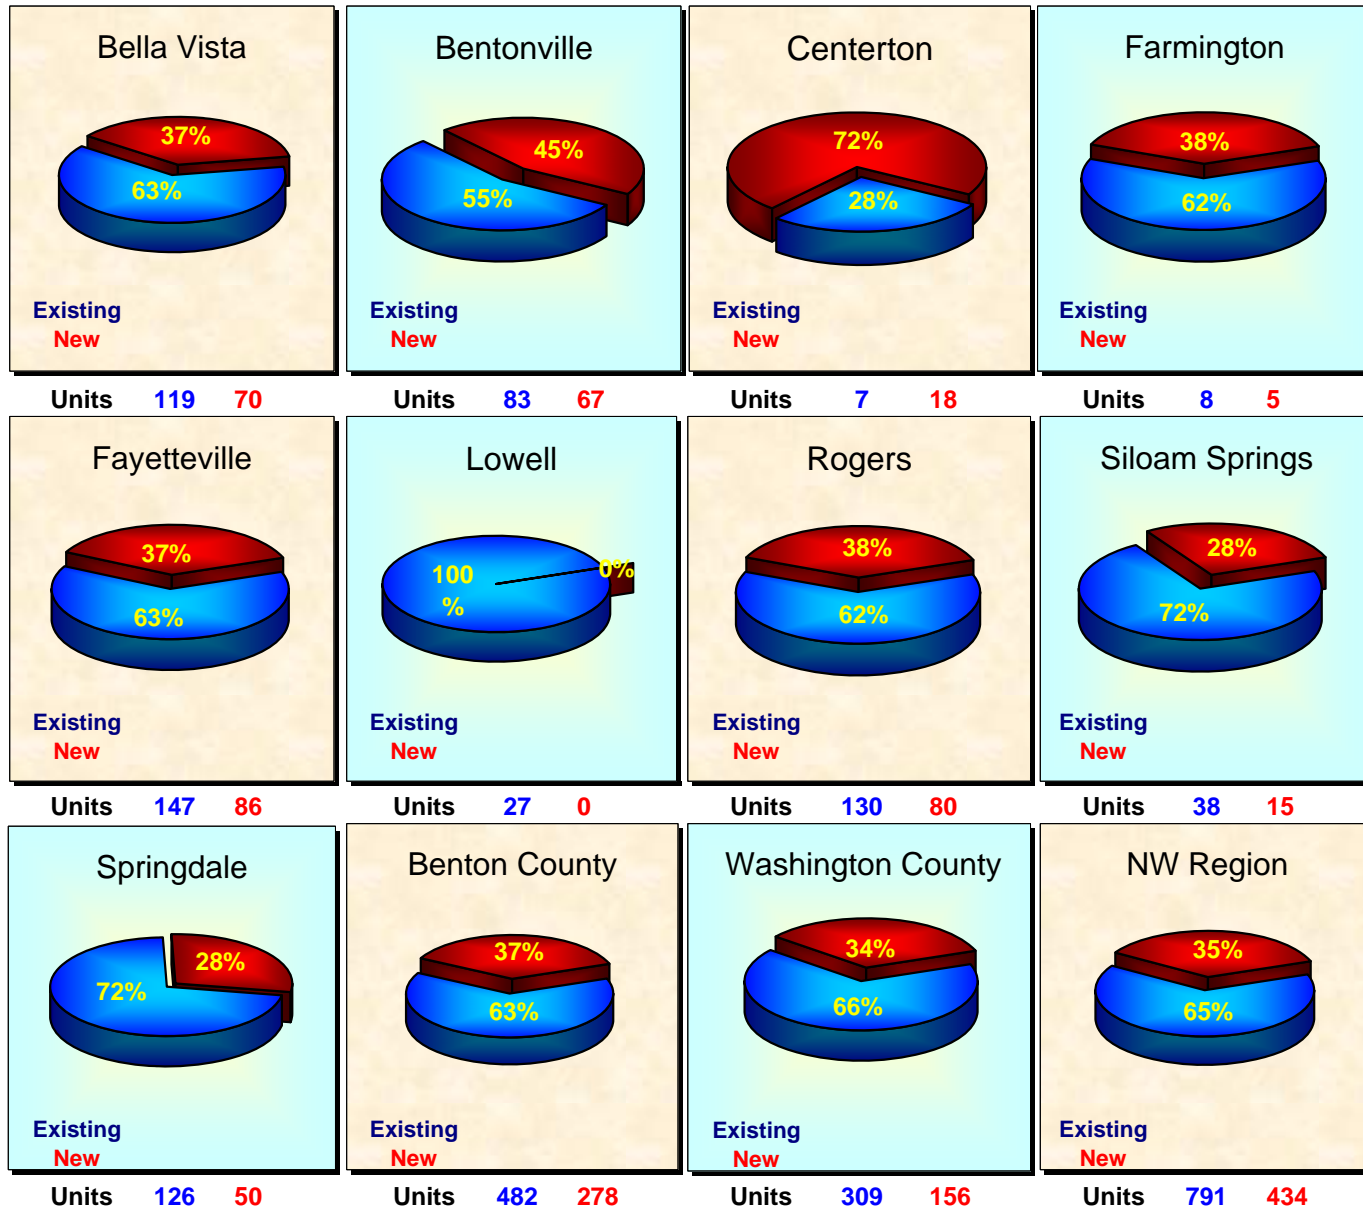 Bella Vista
37%
63%
Existing
New
Units 119 70
Bentonville
45%
55%
Existing
New
Units 83 67
Centerton
72%
28%
Existing
New
Units 7 18
Farmington
38%
62%
Existing
New
Units 8 5
Fayetteville
37%
63%
Existing
New
Units 147 86
Lowell
100
%
0%
Existing
New
Units 27 0
Rogers
38%
62%
Existing
New
Units 130 80
Siloam Springs
28%
72%
Existing
New
Units 38 15
Springdale
28%
72%
Existing
New
Units 126 50
Benton County
37%
63%
Existing
New
Units 482 278
Washington County
34%
66%
Existing
New
Units 309 156
NW Region
35%
65%
Existing
New
Units 791 434